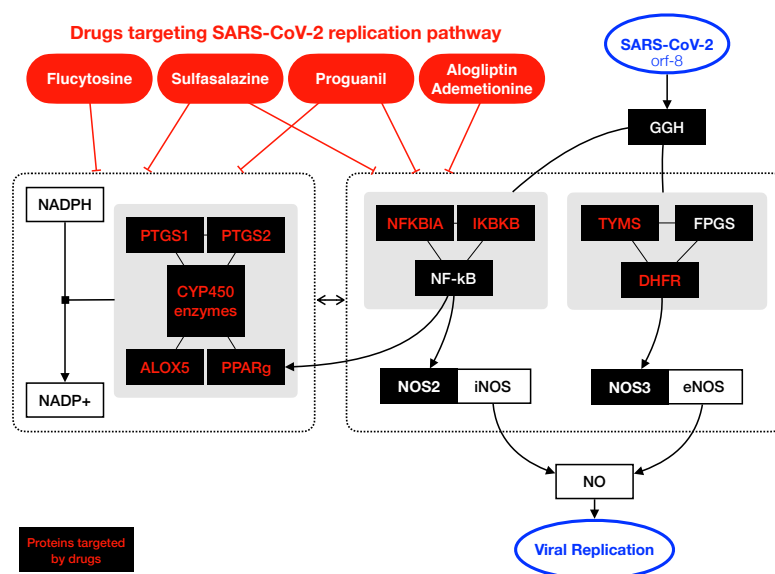 Drugs targeting SARS-CoV-2 replication pathway
SARS-CoV-2
orf-8
Flucytosine
Sulfasalazine
Proguanil
Alogliptin
Ademetionine
GGH
NADPH
PTGS1
PTGS2
CYP450
enzymes
ALOX5
PPARg
NADP+
NFKBIA
IKBKB
NF-kB
TYMS
FPGS
DHFR
NOS2
iNOS
NOS3
eNOS
NO
Viral Replication
Proteins targeted
by drugs